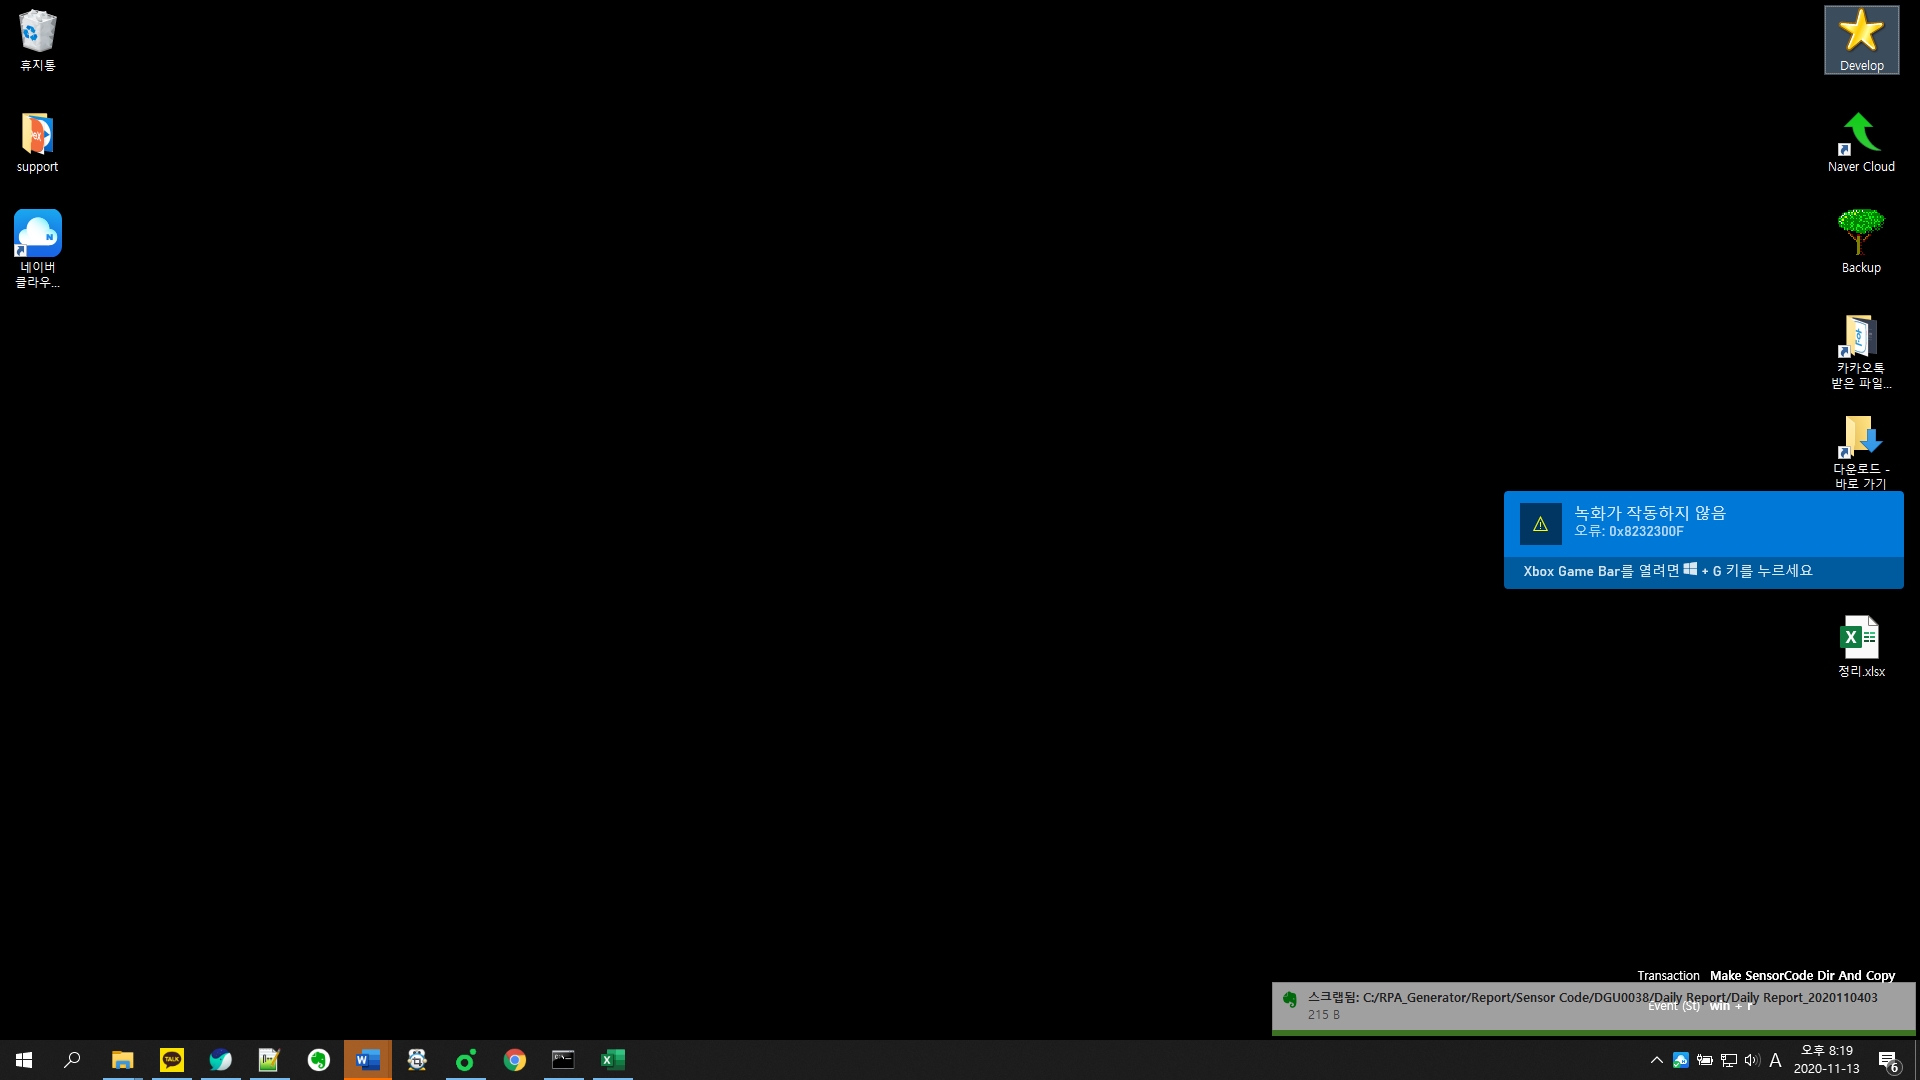 휴지통
support
네이버
클라우...
Develop
Naver Cloud
Backup
카카오톡
받은 파일...
다운로드 -
바로 가기
녹화가 작동하지 않음
오류: 0x8232300F
Xbox Game Bar를 열려면 + G 키를 누르세요
정리.xlsx
Transaction Make SensorCode Dir And Copy
스크랩됨: C:/RPA_Generator/Report/Sensor Code/DGU0038/Daily Report/Daily Report_2020110403
Event (St) win + r
215 B
TALK
A
오후 8:19
2020-11-13
6